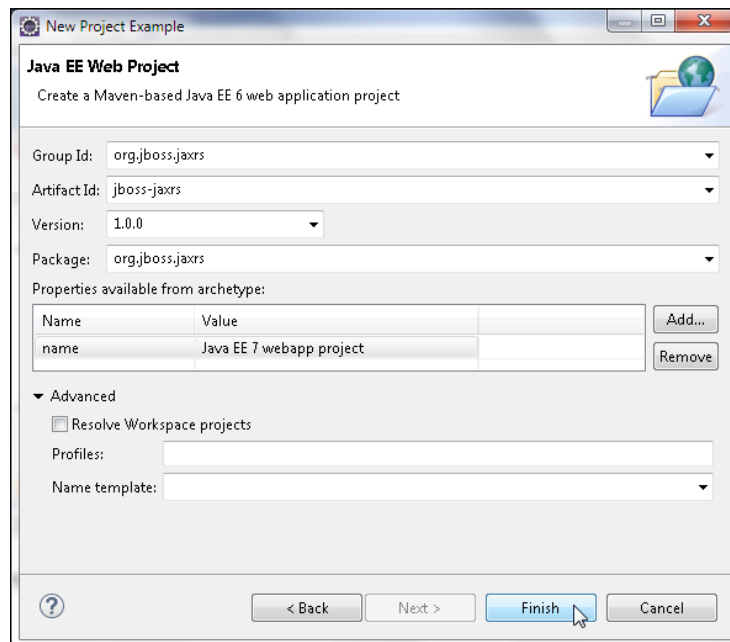 New Project Example
Java EE Web Project
Create a Maven-based Java EE 6 web application project
Group Id: org.jboss.jaxrs
Artifact Id: jboss-jaxrs
Version: 1.0.0
Package: org.jboss.jaxrs
Properties available from archetype:
Name Value
Add...
name Java EE 7 webapp project
Remove
Advanced
Resolve Workspace projects
Profiles:
Name template:
? < Back Next > Finish Cancel